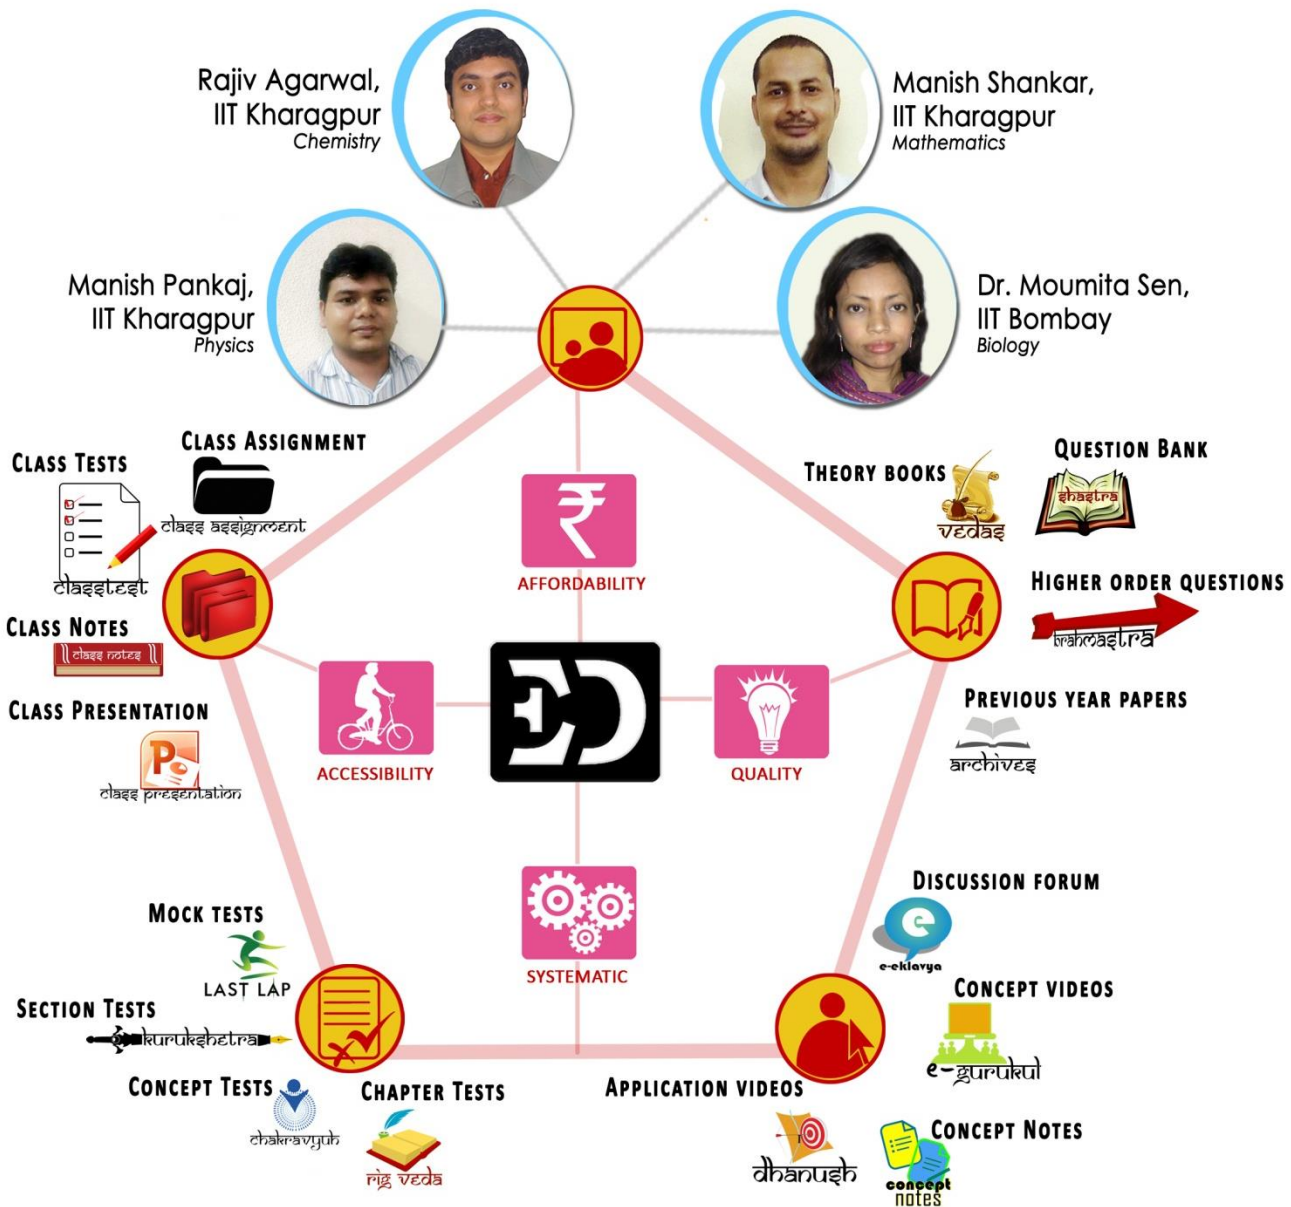 Rajiv Agarwal,
IIT Kharagpur
Chemistry
Manish Shankar,
IIT Kharagpur
Mathematics
Manish Pankaj,
IIT Kharagpur
Physics
Dr. Moumita Sen,
IIT Bombay
Biology
CLASS ASSIGNMENT
class assignment
CLASS TESTS
classtest
CLASS NOTES
|| class notes ||
CLASS PRESENTATION
P
class presentation
THEORY BOOKS
vedas
QUESTION BANK
shastra
HIGHER ORDER QUESTIONS
brahmastra
PREVIOUS YEAR PAPERS
archives
₹
AFFORDABILITY
ACCESSIBILITY
ED
QUALITY
SYSTEMATIC
MOCK TESTS
LAST LAP
SECTION TESTS
kurukshetra
CONCEPT TESTS
chakravyuh
CHAPTER TESTS
rig veda
DISCUSSION FORUM
e
e-eklavya
CONCEPT VIDEOS
e-gurukul
APPLICATION VIDEOS
dhanush
CONCEPT NOTES
concept
notes